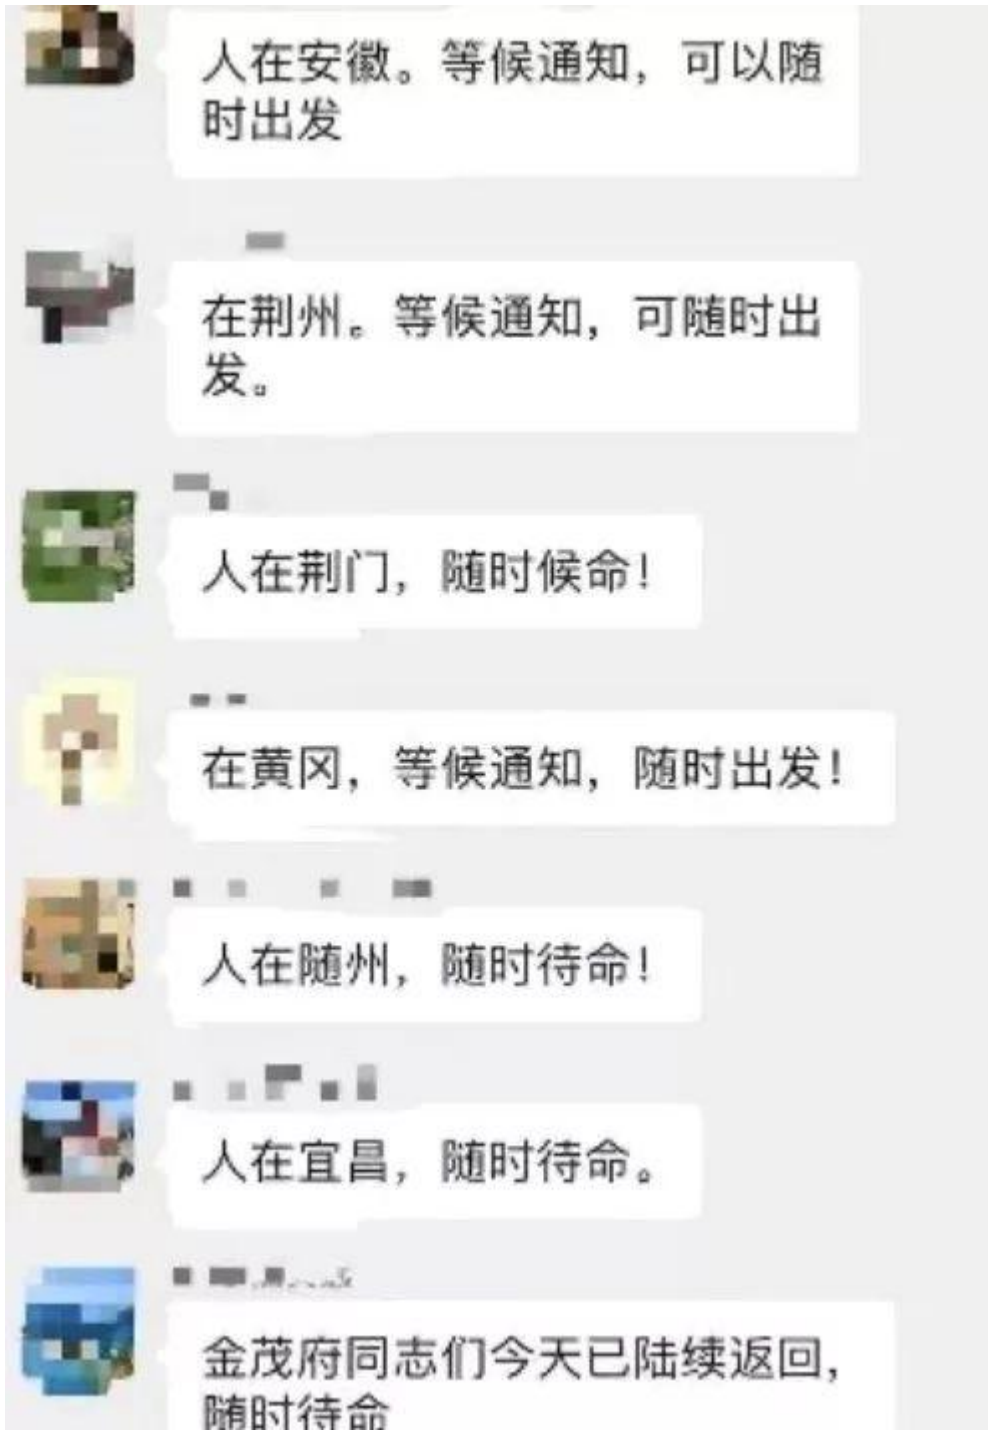 人在安徽。等候通知，可以随
时出发
在荆州。等候通知，可随时出
发。
人在荆门，随时候命！
在黄冈，等候通知，随时出发！
人在随州，随时待命！
人在宜昌，随时待命。
金茂府同志们今天已陆续返回，
随时待命